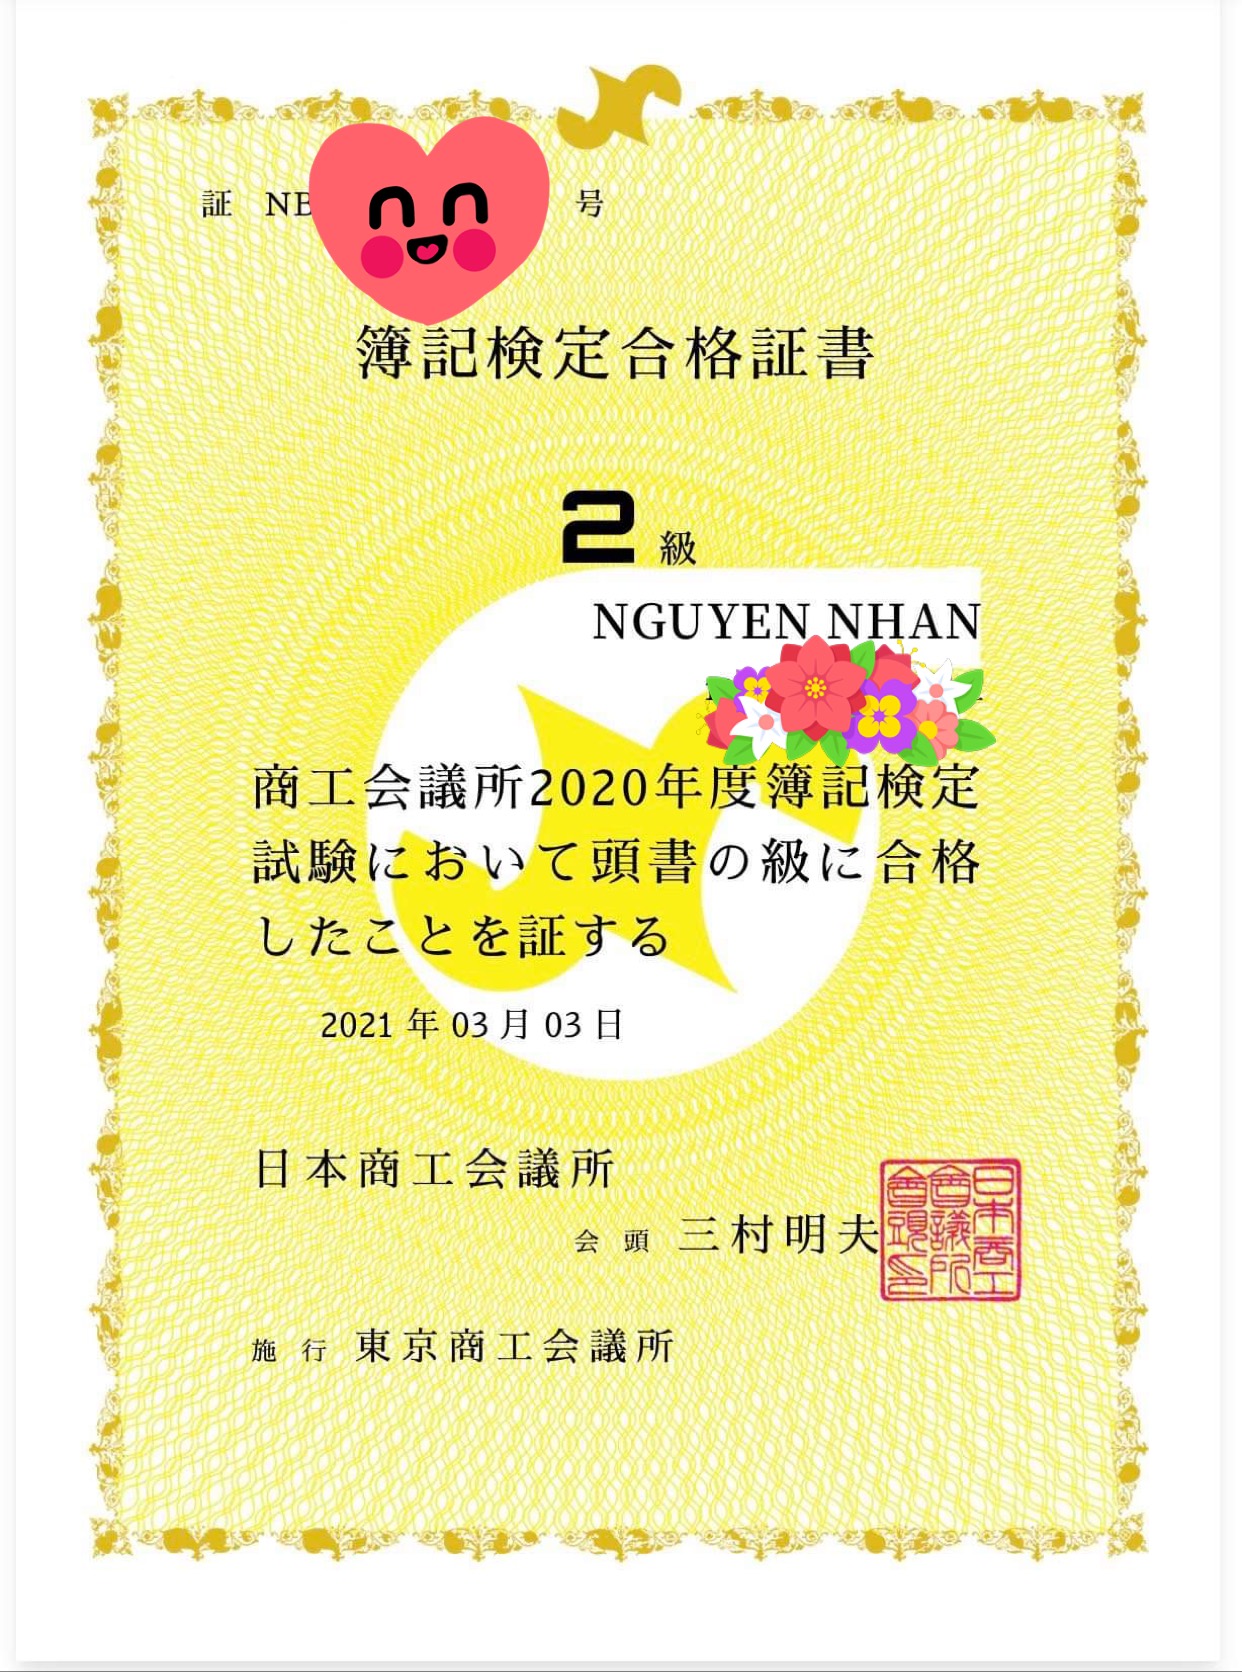 証 NB 号
簿記検定合格証書
2 級
NGUYEN NHAN
商工会議所2020年度簿記検定
試験において頭書の級に合格
したことを証する
2021 年 03 月 03 日
日本商工会議所
会 頭 三村明夫
日本商工
会議所
会頭印
施 行 東京商工会議所